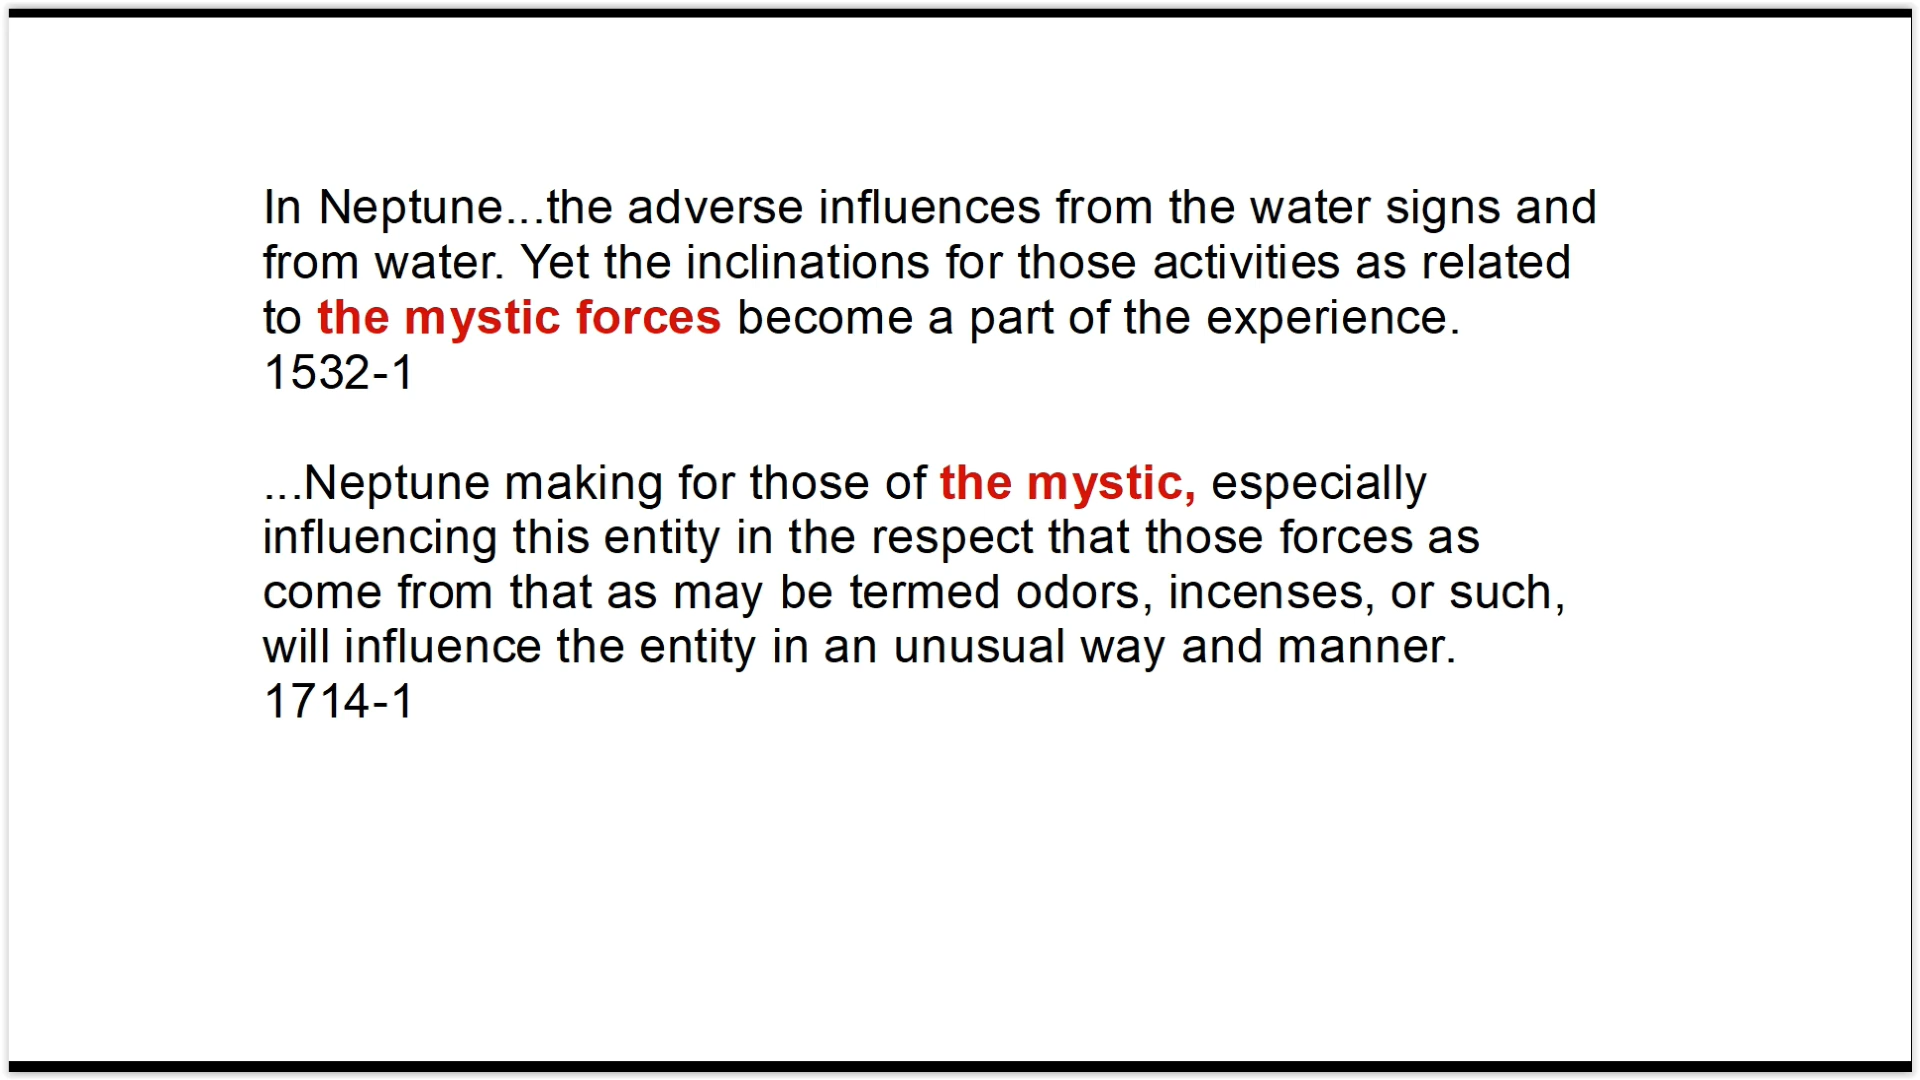 In Neptune...the adverse influences from the water signs and
from water. Yet the inclinations for those activities as related
to the mystic forces become a part of the experience.
1532-1
...Neptune making for those of the mystic, especially
influencing this entity in the respect that those forces as
come from that as may be termed odors, incenses, or such,
will influence the entity in an unusual way and manner.
1714-1